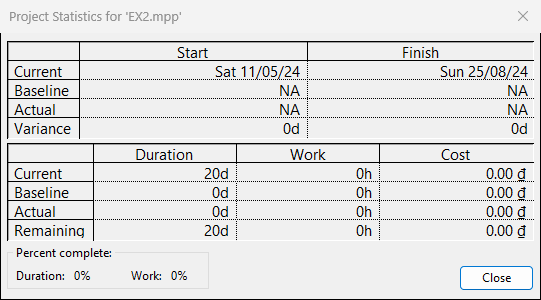 Project Statistics for 'EX2.mpp'
Start Finish
Current Sat 11/05/24 Sun 25/08/24
Baseline NA NA
Actual NA NA
Variance 0d 0d
Duration Work Cost
Current 20d 0h 0.00 ₫
Baseline 0d 0h 0.00 ₫
Actual 0d 0h 0.00 ₫
Remaining 20d 0h 0.00 ₫
Percent complete:
Duration: 0% Work: 0%
Close